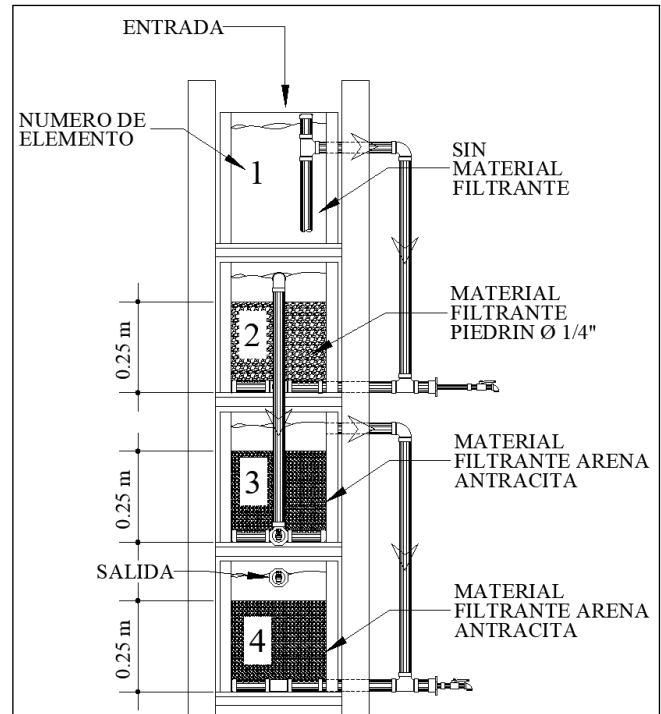 ENTRADA
NUMERO DE
ELEMENTO
1
SIN
MATERIAL
FILTRANTE
2
MATERIAL
FILTRANTE
PIEDRIN Ø 1/4"
0.25 m
3
MATERIAL
FILTRANTE ARENA
ANTRACITA
0.25 m
SALIDA
4
MATERIAL
FILTRANTE ARENA
ANTRACITA
0.25 m